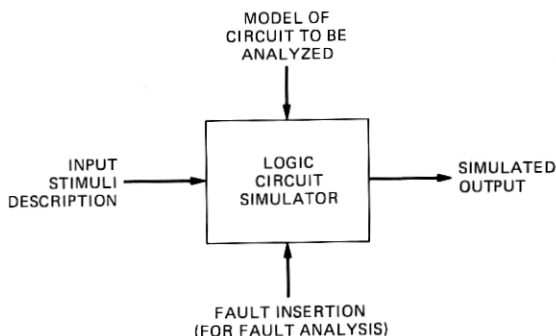 MODEL OF
CIRCUIT TO BE
ANALYZED
INPUT
STIMULI
DESCRIPTION
LOGIC
CIRCUIT
SIMULATOR
SIMULATED
OUTPUT
FAULT INSERTION
(FOR FAULT ANALYSIS)